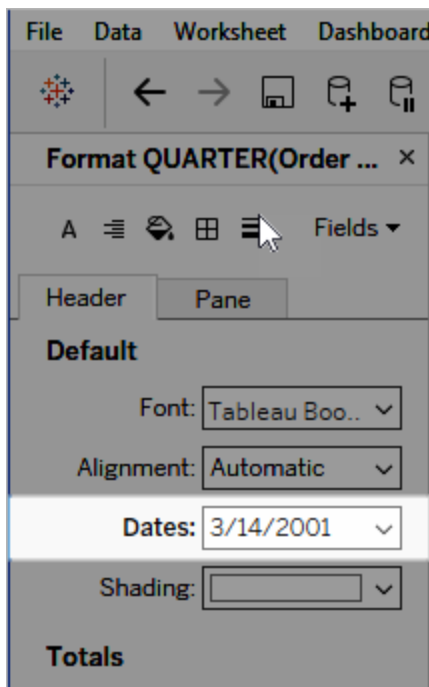 File Data Worksheet Dashboard
Format QUARTER(Order ... ×
A Fields
Header Pane
Default
Font: Tableau Boo..
Alignment: Automatic
Dates: 3/14/2001
Shading:
Totals